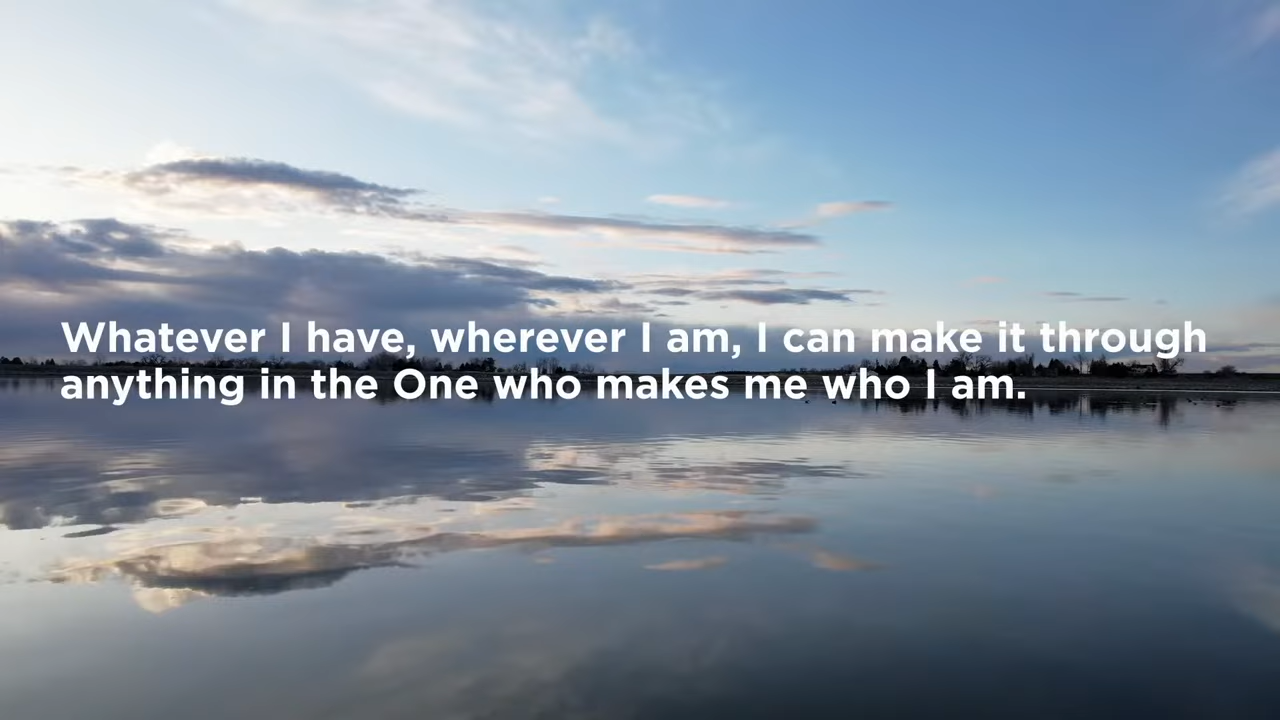 Whatever I have, wherever I am, I can make it through
anything in the One who makes me who I am.